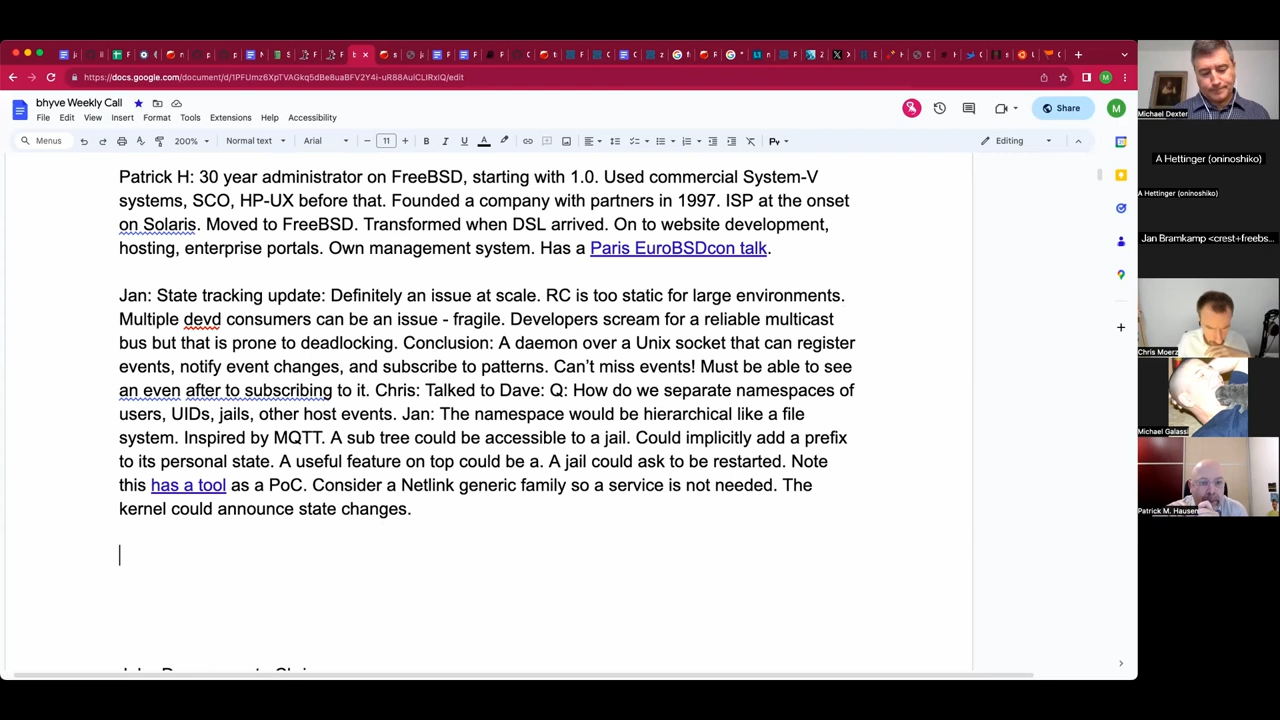 https://docs.google.com/document/d/1PFUmz6XpTVAGkq5dBe8uaBFV2Y4i-uR88AuiCLIRxIQ/edit
M
bhyve Weekly Call
File Edit View Insert Format Tools Extensions Help Accessibility
Share
M
Menus
200%
Normal text
Arial
11
Editing
Patrick H: 30 year administrator on FreeBSD, starting with 1.0. Used commercial System-V
systems, SCO, HP-UX before that. Founded a company with partners in 1997. ISP at the onset
on Solaris. Moved to FreeBSD. Transformed when DSL arrived. On to website development,
hosting, enterprise portals. Own management system. Has a Paris EuroBSDcon talk.
Jan: State tracking update: Definitely an issue at scale. RC is too static for large environments.
Multiple devd consumers can be an issue - fragile. Developers scream for a reliable multicast
bus but that is prone to deadlocking. Conclusion: A daemon over a Unix socket that can register
events, notify event changes, and subscribe to patterns. Can't miss events! Must be able to see
an even after to subscribing to it. Chris: Talked to Dave: Q: How do we separate namespaces of
users, UIDs, jails, other host events. Jan: The namespace would be hierarchical like a file
system. Inspired by MQTT. A sub tree could be accessible to a jail. Could implicitly add a prefix
to its personal state. A useful feature on top could be a. A jail could ask to be restarted. Note
this has a tool as a PoC. Consider a Netlink generic family so a service is not needed. The
kernel could announce state changes.
Michael Dexter
A Hettinger (oninoshiko)
A Hettinger (oninoshiko)
Jan Bramkamp <crest+freebs...
Chris Moerz
Michael Galassi
Patrick M. Hausen